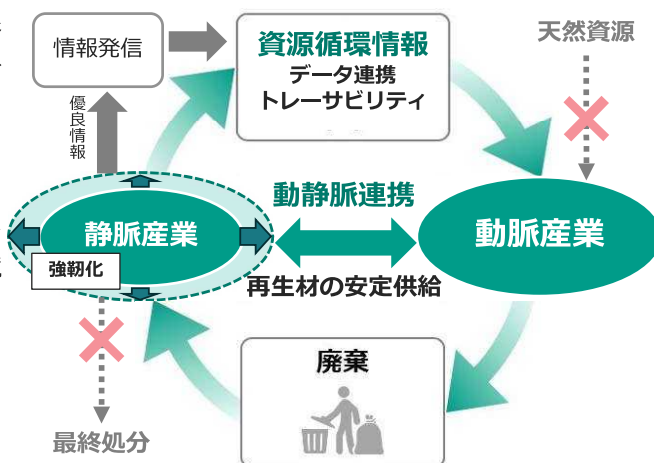 情報発信
資源循環情報
データ連携
トレーサビリティ
天然資源
優良情報
動静脈連携
静脈産業
動脈産業
強靭化
再生材の安定供給
廃棄
最終処分